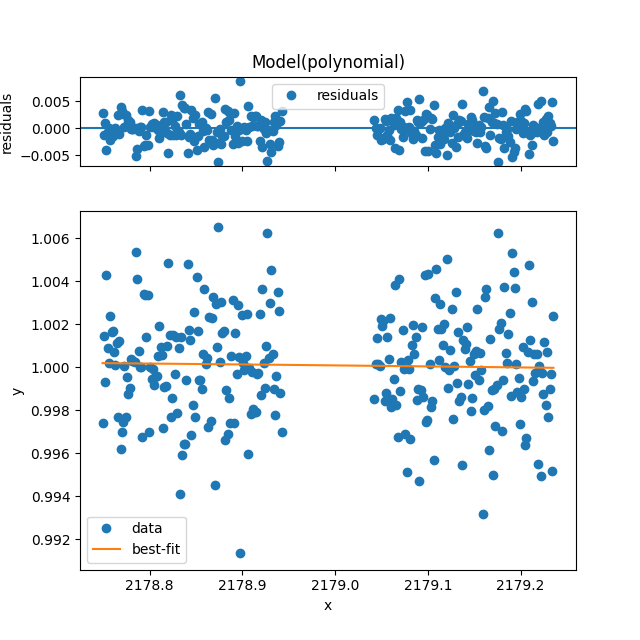 Model(polynomial)
residuals
0.005
0.000
−0.005
residuals
1.006
1.004
1.002
1.000
0.998
0.996
0.994
0.992
y
data
best-fit
2178.8 2178.9 2179.0 2179.1 2179.2
x